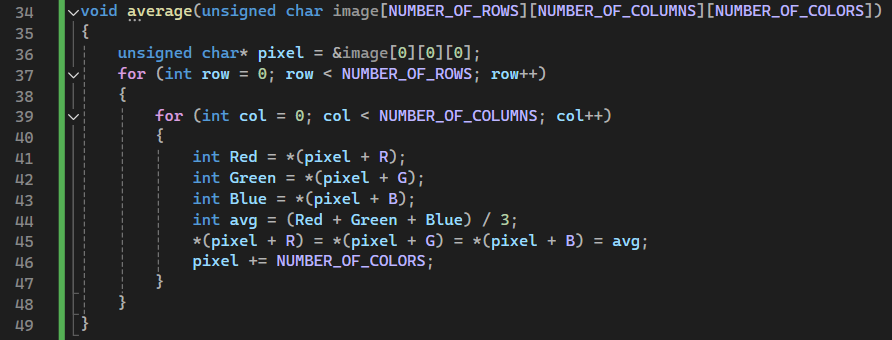 34 void average(unsigned char image[NUMBER_OF_ROWS][NUMBER_OF_COLUMNS][NUMBER_OF_COLORS])
35 {
36     unsigned char* pixel = &image[0][0][0];
37     for (int row = 0; row < NUMBER_OF_ROWS; row++)
38     {
39         for (int col = 0; col < NUMBER_OF_COLUMNS; col++)
40         {
41             int Red = *(pixel + R);
42             int Green = *(pixel + G);
43             int Blue = *(pixel + B);
44             int avg = (Red + Green + Blue) / 3;
45             *(pixel + R) = *(pixel + G) = *(pixel + B) = avg;
46             pixel += NUMBER_OF_COLORS;
47         }
48     }
49 }